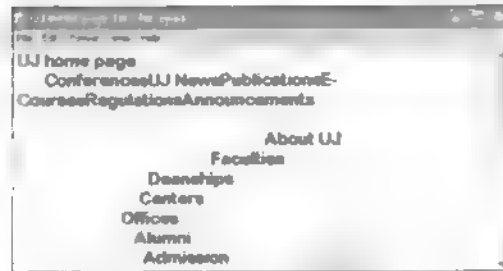 UJ home page
ConferencesUJ NewsPublicationsE-
CoursesRegulationsAnnouncements
About UJ
Faculties
Deanships
Centers
Offices
Alumni
Admission